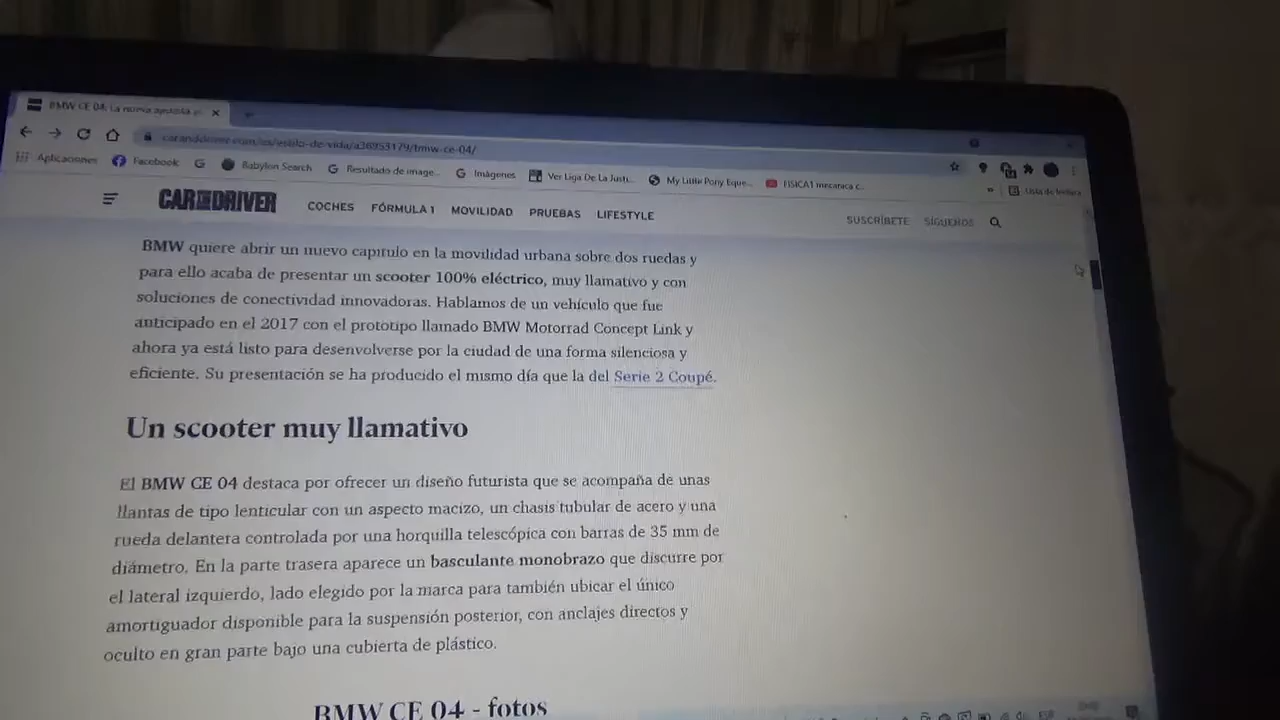 BMW CE 04: La nueva
caranddriver.com/es/estilo-de-vida/a36953179/bmw-ce-04/
Aplicaciones Facebook Babylon Search Resultado de image... Imágenes Ver Liga De La Justi... My Little Pony Eque... FISICA1 mecanica c... » Lista de lectura
CAR AND DRIVER COCHES FÓRMULA 1 MOVILIDAD PRUEBAS LIFESTYLE SUSCRÍBETE SÍGUENOS
BMW quiere abrir un nuevo capítulo en la movilidad urbana sobre dos ruedas y
para ello acaba de presentar un scooter 100% eléctrico, muy llamativo y con
soluciones de conectividad innovadoras. Hablamos de un vehículo que fue
anticipado en el 2017 con el prototipo llamado BMW Motorrad Concept Link y
ahora ya está listo para desenvolverse por la ciudad de una forma silenciosa y
eficiente. Su presentación se ha producido el mismo día que la del Serie 2 Coupé.
Un scooter muy llamativo
El BMW CE 04 destaca por ofrecer un diseño futurista que se acompaña de unas
llantas de tipo lenticular con un aspecto macizo, un chasis tubular de acero y una
rueda delantera controlada por una horquilla telescópica con barras de 35 mm de
diámetro. En la parte trasera aparece un basculante monobrazo que discurre por
el lateral izquierdo, lado elegido por la marca para también ubicar el único
amortiguador disponible para la suspensión posterior, con anclajes directos y
oculto en gran parte bajo una cubierta de plástico.
BMW CE 04 - fotos